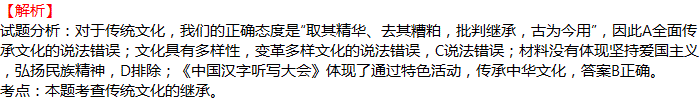 【解析】
试题分析：对于传统文化，我们的正确态度是“取其精华、去其糟粕，批判继承，古为今用”，因此A全面传
承文化的说法错误；文化具有多样性，变革多样文化的说法错误，C说法错误；材料没有体现坚持爱国主义
，弘扬民族精神，D排除；《中国汉字听写大会》体现了通过特色活动，传承中华文化，答案B正确。
考点：本题考查传统文化的继承。